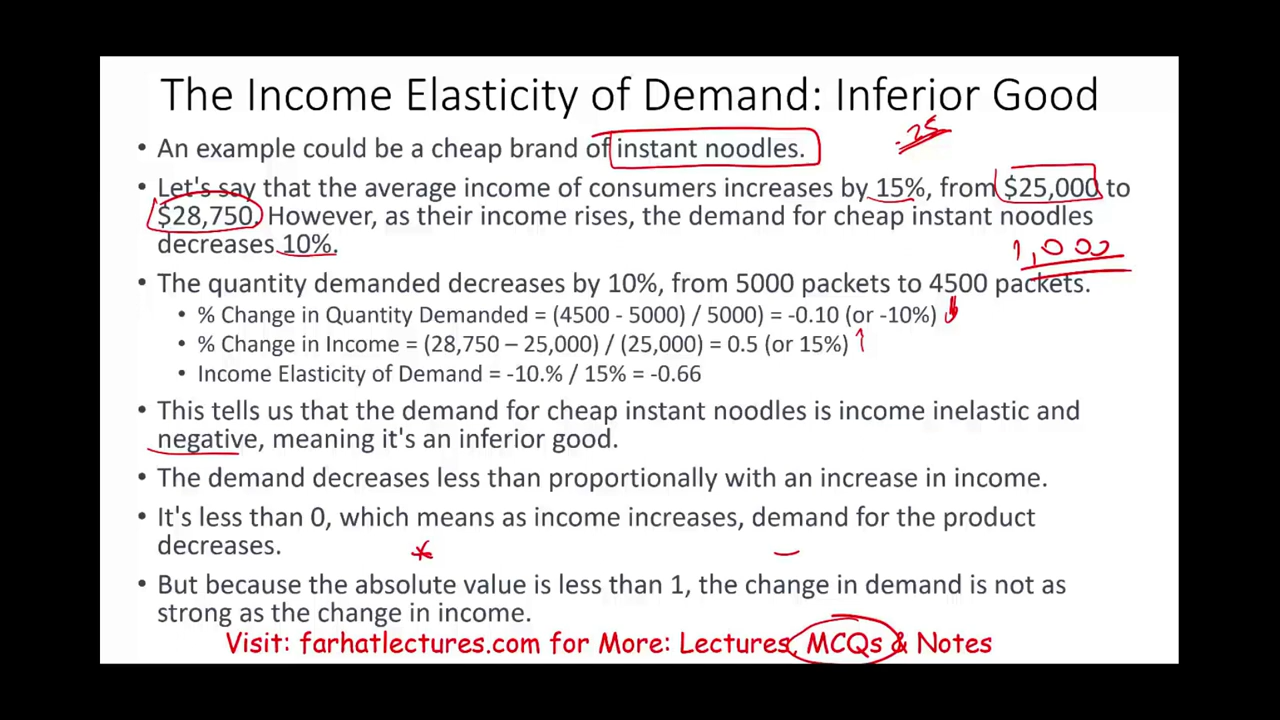 The Income Elasticity of Demand: Inferior Good
.25
• An example could be a cheap brand of instant noodles.
• Let's say that the average income of consumers increases by 15%, from $25,000 to
$28,750. However, as their income rises, the demand for cheap instant noodles
decreases 10%.
1,000
• The quantity demanded decreases by 10%, from 5000 packets to 4500 packets.
• % Change in Quantity Demanded = (4500 - 5000) / 5000) = -0.10 (or -10%)
• % Change in Income = (28,750 – 25,000) / (25,000) = 0.5 (or 15%)
• Income Elasticity of Demand = -10.% / 15% = -0.66
• This tells us that the demand for cheap instant noodles is income inelastic and
negative, meaning it's an inferior good.
• The demand decreases less than proportionally with an increase in income.
• It's less than 0, which means as income increases, demand for the product
decreases.
• But because the absolute value is less than 1, the change in demand is not as
strong as the change in income.
Visit: farhatlectures.com for More: Lectures, MCQs & Notes